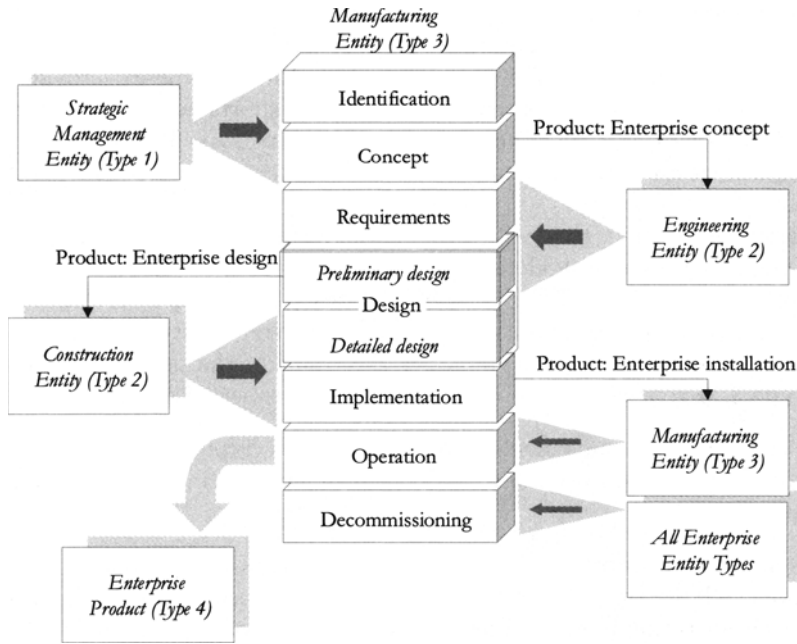 Manufacturing
Entity (Type 3)
Identification
Strategic
Management
Entity (Type 1)
Product: Enterprise concept
Concept
Requirements
Engineering
Entity (Type 2)
Product: Enterprise design
Preliminary design
Design
Detailed design
Construction
Entity (Type 2)
Product: Enterprise installation
Implementation
Manufacturing
Entity (Type 3)
Operation
Decommissioning
All Enterprise
Entity Types
Enterprise
Product (Type 4)